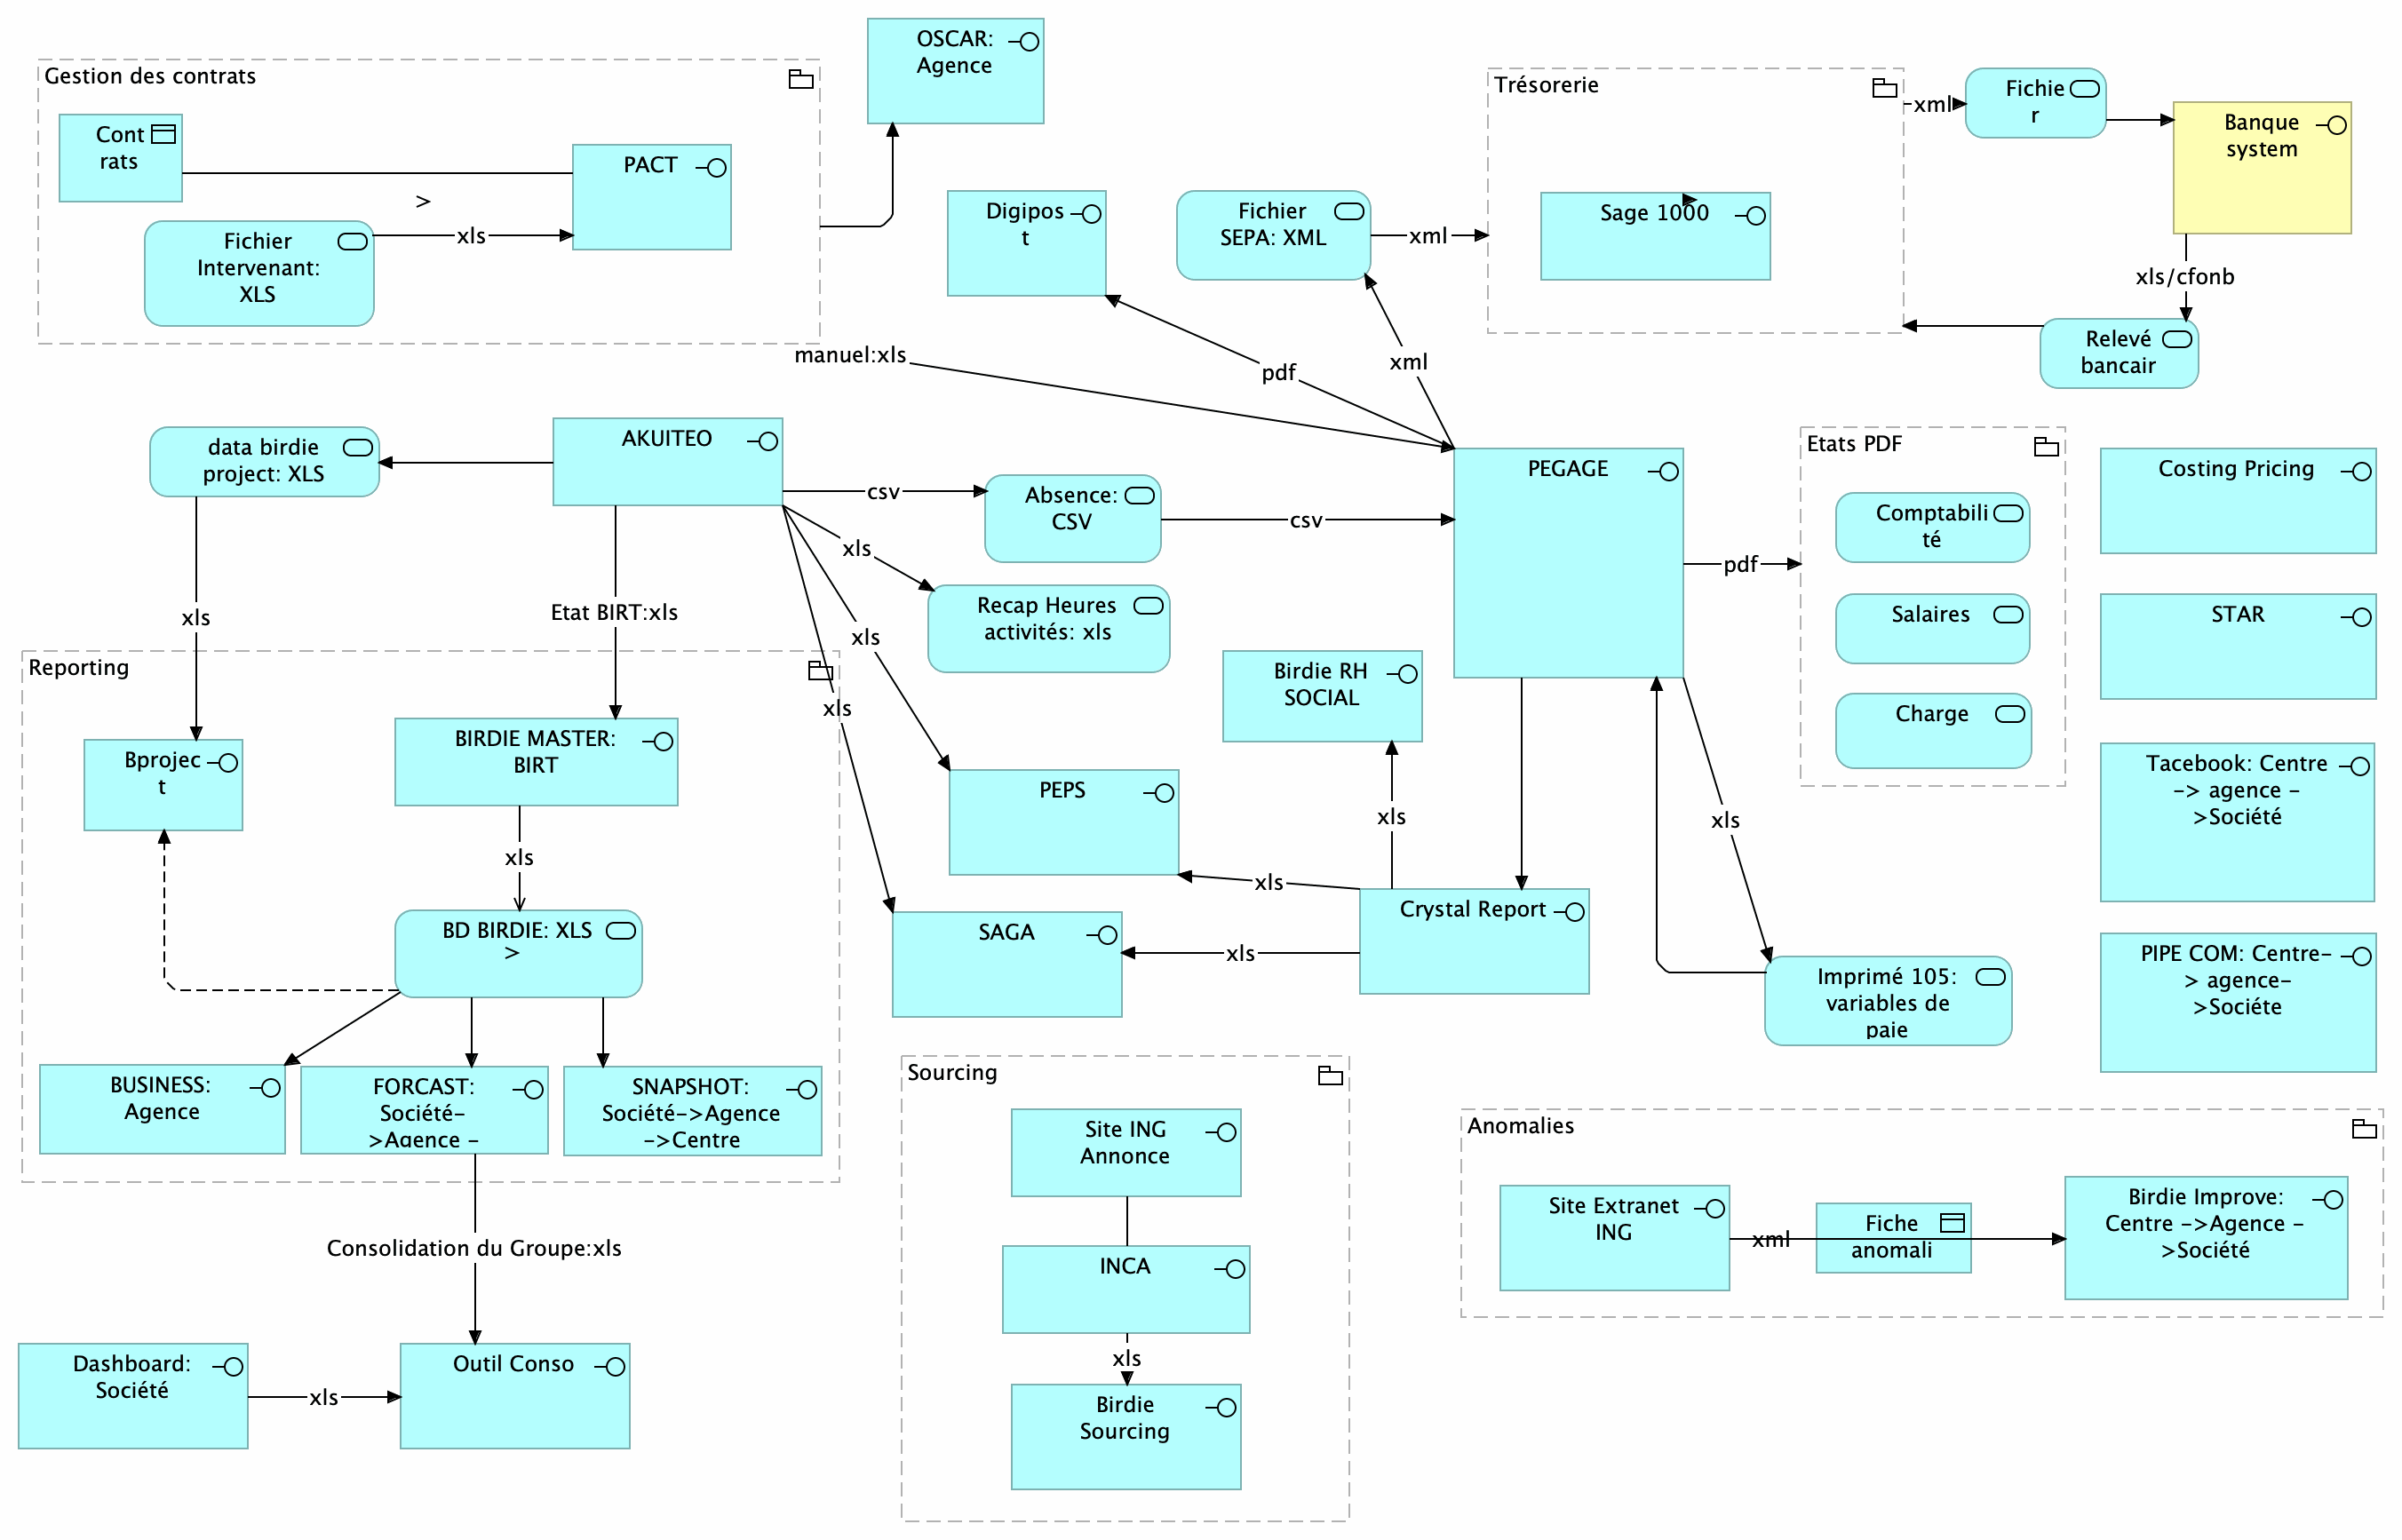 OSCAR:
Agence
Gestion des contrats
Cont
rats
PACT
>
Fichier
Intervenant:
XLS
xls
Trésorerie
xml
Fichie
r
Banque
system
Digipos
t
Fichier
SEPA: XML
xml
Sage 1000
xls/cfonb
Relevé
bancair
manuel:xls
pdf
xml
data birdie
project: XLS
AKUITEO
csv
Absence:
CSV
csv
PEGAGE
Etats PDF
Comptabili
té
Salaires
Charge
pdf
Costing Pricing
STAR
Tacebook: Centre
-> agence -
>Société
PIPE COM: Centre-
> agence-
>Sociéte
xls
Recap Heures
activités: xls
xls
Etat BIRT:xls
xls
xls
Birdie RH
SOCIAL
Reporting
Bprojec
t
BIRDIE MASTER:
BIRT
PEPS
xls
xls
xls
xls
BD BIRDIE: XLS
>
SAGA
xls
Crystal Report
Imprimé 105:
variables de
paie
BUSINESS:
Agence
FORCAST:
Société-
>Agence -
SNAPSHOT:
Société->Agence
->Centre
Sourcing
Site ING
Annonce
INCA
xls
Birdie
Sourcing
Anomalies
Site Extranet
ING
xml
Fiche
anomali
Birdie Improve:
Centre ->Agence -
>Société
Consolidation du Groupe:xls
Dashboard:
Société
xls
Outil Conso